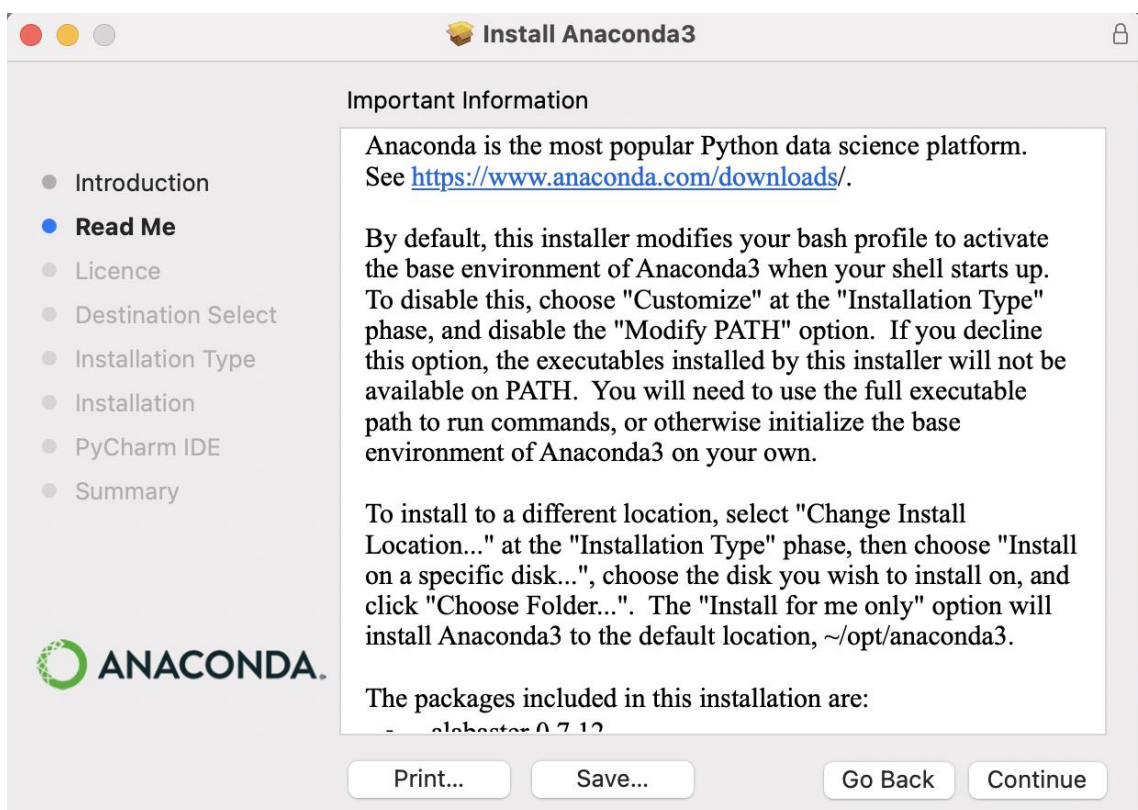 Install Anaconda3
Important Information
Introduction
Read Me
Licence
Destination Select
Installation Type
Installation
PyCharm IDE
Summary
ANACONDA.
Anaconda is the most popular Python data science platform.
See https://www.anaconda.com/downloads/.
By default, this installer modifies your bash profile to activate
the base environment of Anaconda3 when your shell starts up.
To disable this, choose "Customize" at the "Installation Type"
phase, and disable the "Modify PATH" option.  If you decline
this option, the executables installed by this installer will not be
available on PATH.  You will need to use the full executable
path to run commands, or otherwise initialize the base
environment of Anaconda3 on your own.
To install to a different location, select "Change Install
Location..." at the "Installation Type" phase, then choose "Install
on a specific disk...", choose the disk you wish to install on, and
click "Choose Folder...".  The "Install for me only" option will
install Anaconda3 to the default location, ~/opt/anaconda3.
The packages included in this installation are:
- alabaster 0.7.12
Print...
Save...
Go Back
Continue